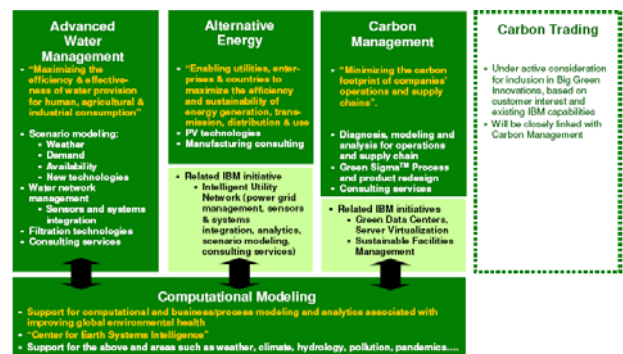 Advanced
Water
Management
• "Maximizing the
efficiency & effective-
ness of water provision
for human, agricultural &
industrial consumption"
• Scenario modeling:
• Weather
• Demand
• Availability
• New technologies
• Water network
management
• Sensors and systems
integration
• Filtration technologies
• Consulting services
Alternative
Energy
• "Enabling utilities, enter-
prises & countries to
maximize the efficiency
and sustainability of
energy generation, trans-
mission, distribution & use
• PV technologies
• Manufacturing consulting
• Related IBM initiative
• Intelligent Utility
Network (power grid
management, sensors
& systems
integration, analytics,
scenario modeling,
consulting services)
Carbon
Management
• "Minimizing the carbon
footprint of companies'
operations and supply
chains".
• Diagnosis, modeling and
analysis for operations
and supply chain
• Green Sigma™ Process
and product redesign
• Consulting services
• Related IBM initiatives
• Green Data Centers,
Server Virtualization
• Sustainable Facilities
Management
Carbon Trading
• Under active consideration
for inclusion in Big Green
Innovations, based on
customer interest and
existing IBM capabilities
• Will be closely linked with
Carbon Management
Computational Modeling
• Support for computational and business/process modeling and analytics associated with
improving global environmental health
• "Center for Earth Systems Intelligence"
• Support for the above and areas such as weather, climate, hydrology, pollution, pandemics....